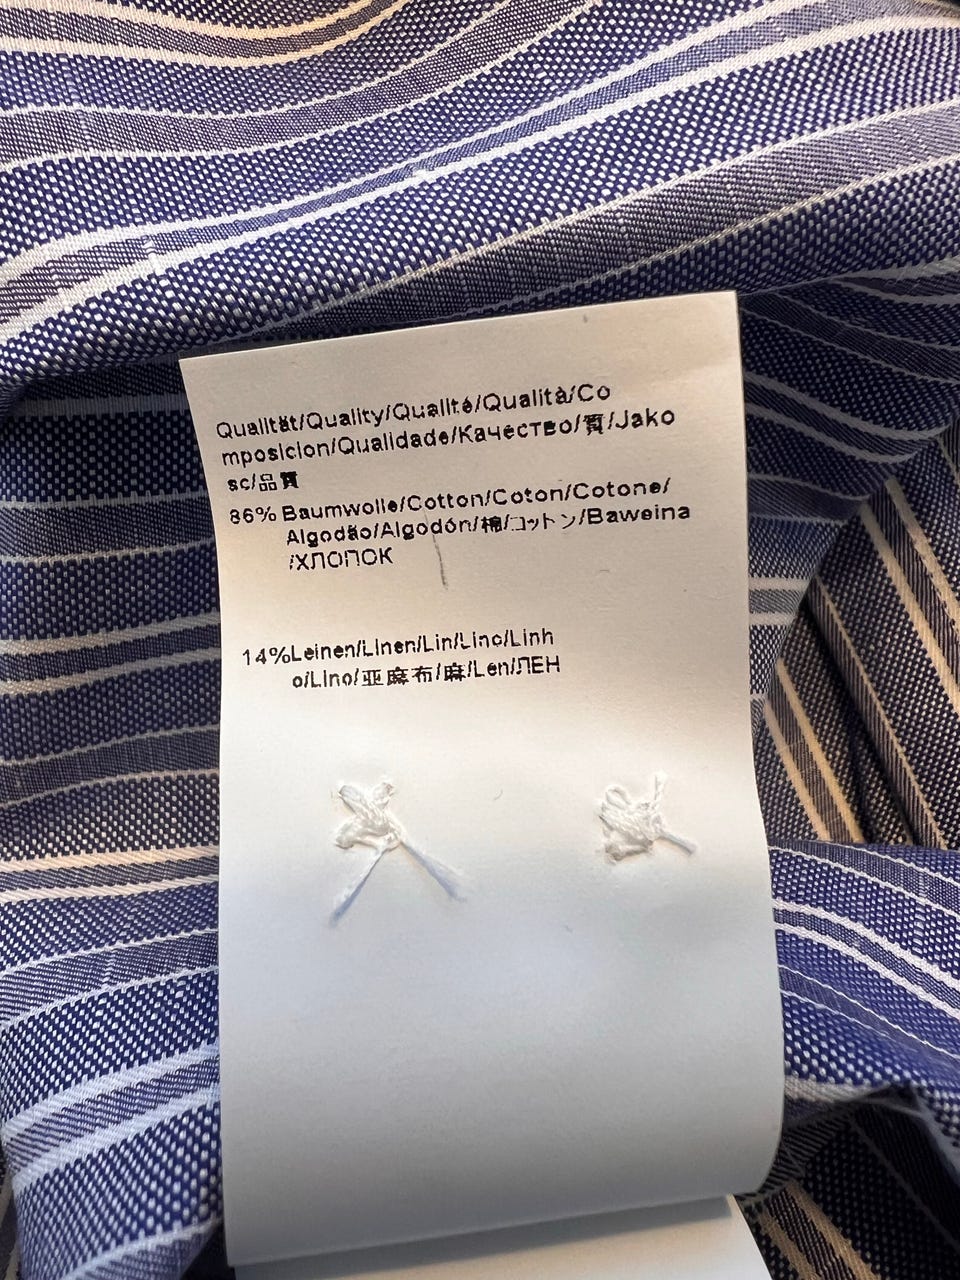 Qualität/Quality/Qualité/Qualità/Co
mposicion/Qualidade/Качество/質/Jako
sc/品質
86% Baumwolle/Cotton/Coton/Cotone/
Algodão/Algodón/棉/コットン/Bawełna
/ХЛОПОК
14%Leinen/Linen/Lin/Lino/Linh
o/Lino/亜麻布/麻/Len/ЛЕН